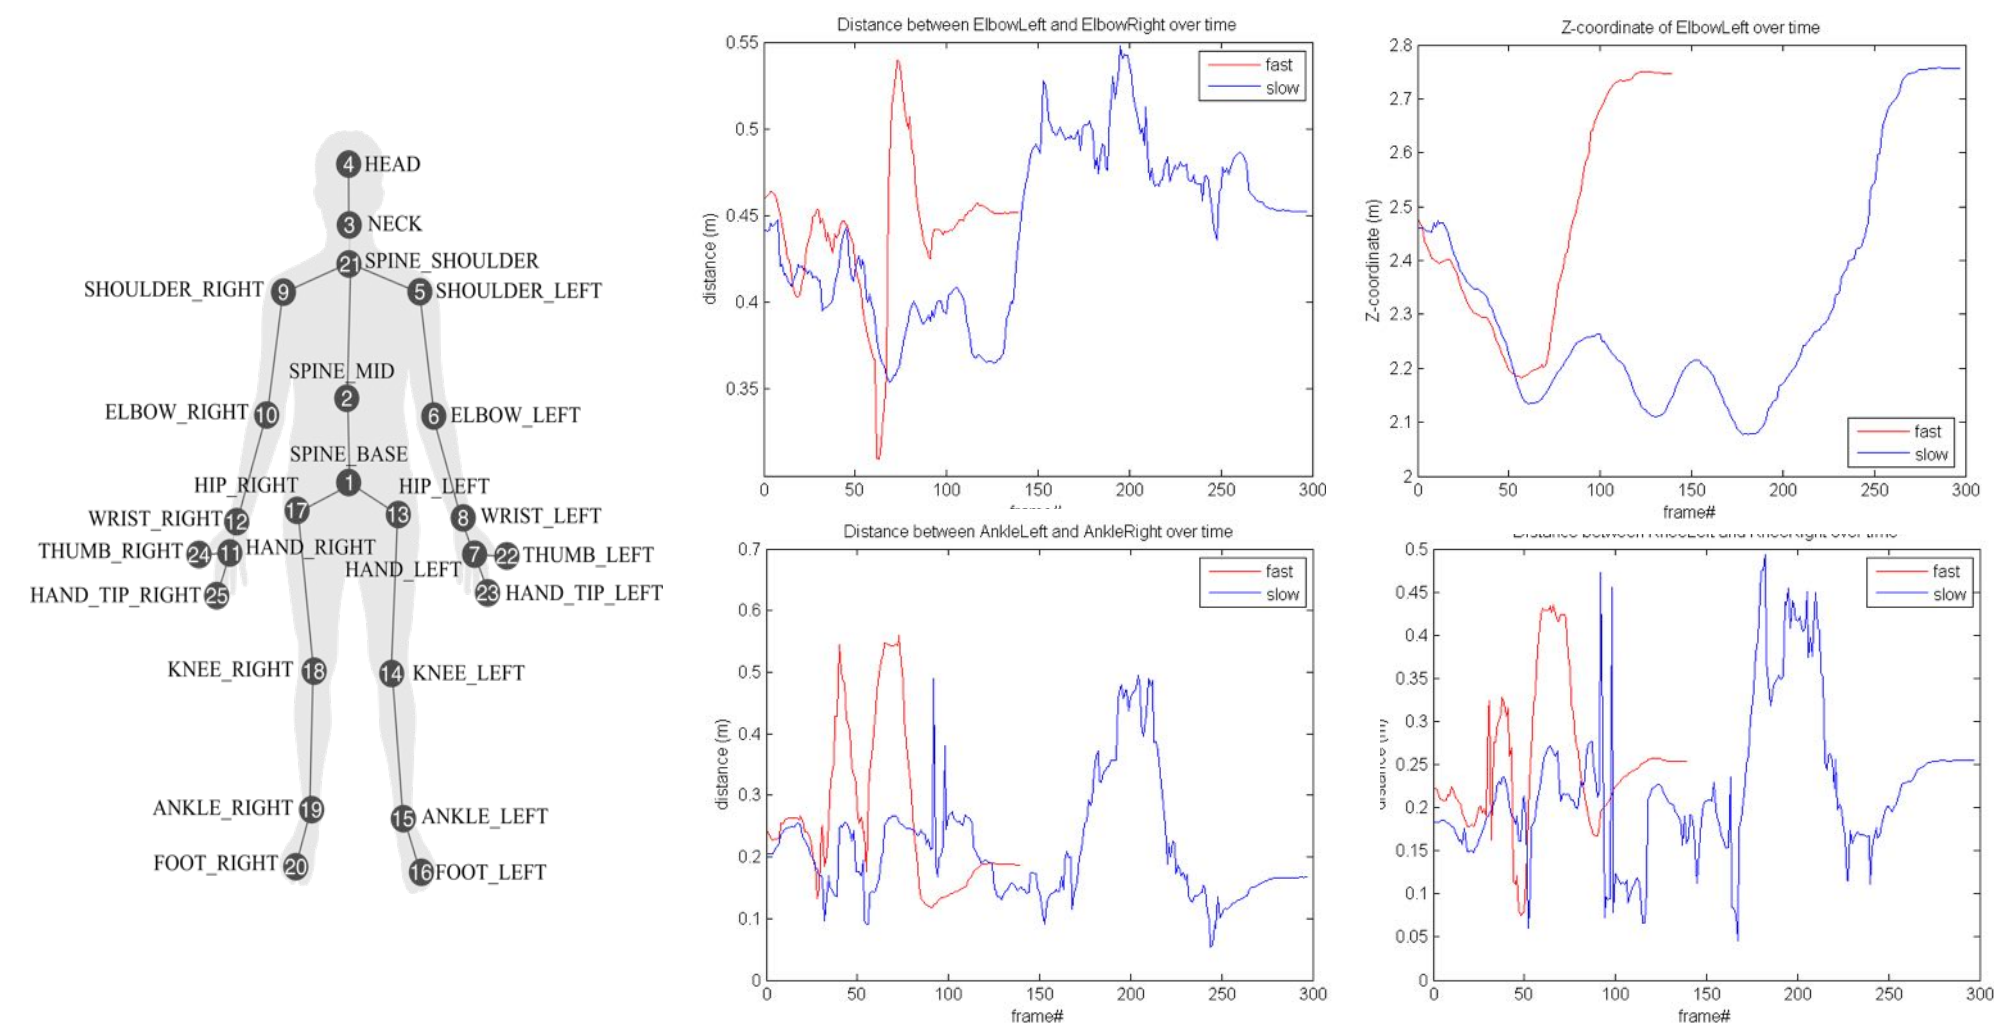 4 HEAD
3 NECK
21 SPINE_SHOULDER
SHOULDER_RIGHT 9
5 SHOULDER_LEFT
SPINE_MID
2
ELBOW_RIGHT 10
6 ELBOW_LEFT
SPINE_BASE
1
HIP_RIGHT
17
HIP_LEFT
13
WRIST_RIGHT 12
8 WRIST_LEFT
THUMB_RIGHT 24
11 HAND_RIGHT
HAND_LEFT 7
22 THUMB_LEFT
HAND_TIP_RIGHT 25
23 HAND_TIP_LEFT
KNEE_RIGHT 18
14 KNEE_LEFT
ANKLE_RIGHT 19
15 ANKLE_LEFT
FOOT_RIGHT 20
16 FOOT_LEFT
Distance between ElbowLeft and ElbowRight over time
0.55
0.5
0.45
0.4
0.35
distance (m)
fast
slow
0 50 100 150 200 250 300
Z-coordinate of ElbowLeft over time
2.8
2.7
2.6
2.5
2.4
2.3
2.2
2.1
2
Z-coordinate (m)
fast
slow
0 50 100 150 200 250 300
frame#
Distance between AnkleLeft and AnkleRight over time
0.7
0.6
0.5
0.4
0.3
0.2
0.1
0
distance (m)
fast
slow
0 50 100 150 200 250 300
frame#
Distance between KneeLeft and KneeRight over time
0.5
0.45
0.4
0.35
0.3
0.25
0.2
0.15
0.1
0.05
0
distance (m)
fast
slow
0 50 100 150 200 250 300
frame#